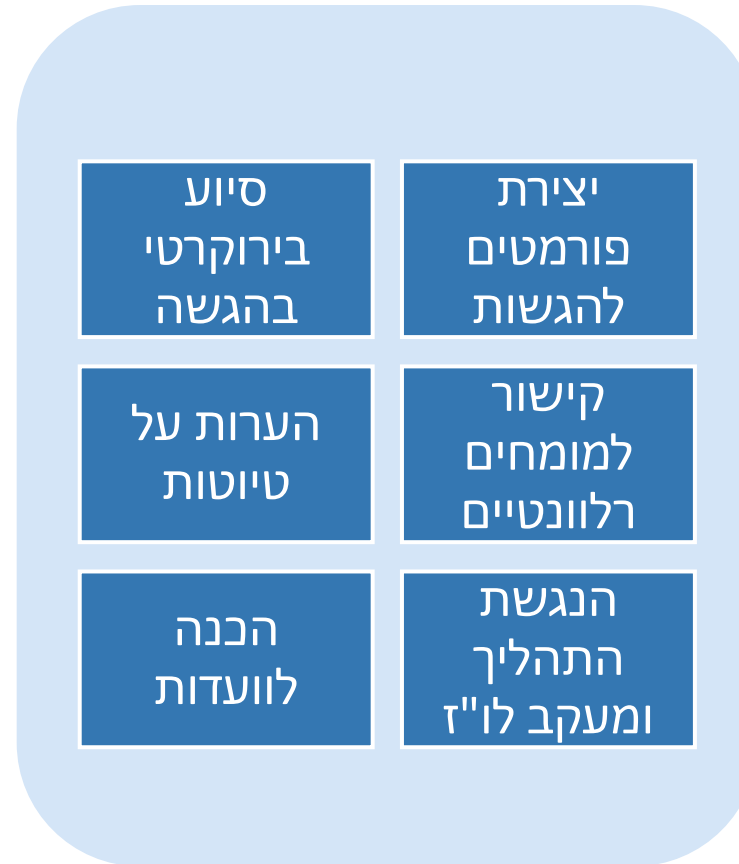 יצירת
פורמטים
להגשות
סיוע
בירוקרטי
בהגשה
קישור
למומחים
רלוונטיים
הערות על
טיוטות
הנגשת
התהליך
ומעקב לו"ז
הכנה
לוועדות